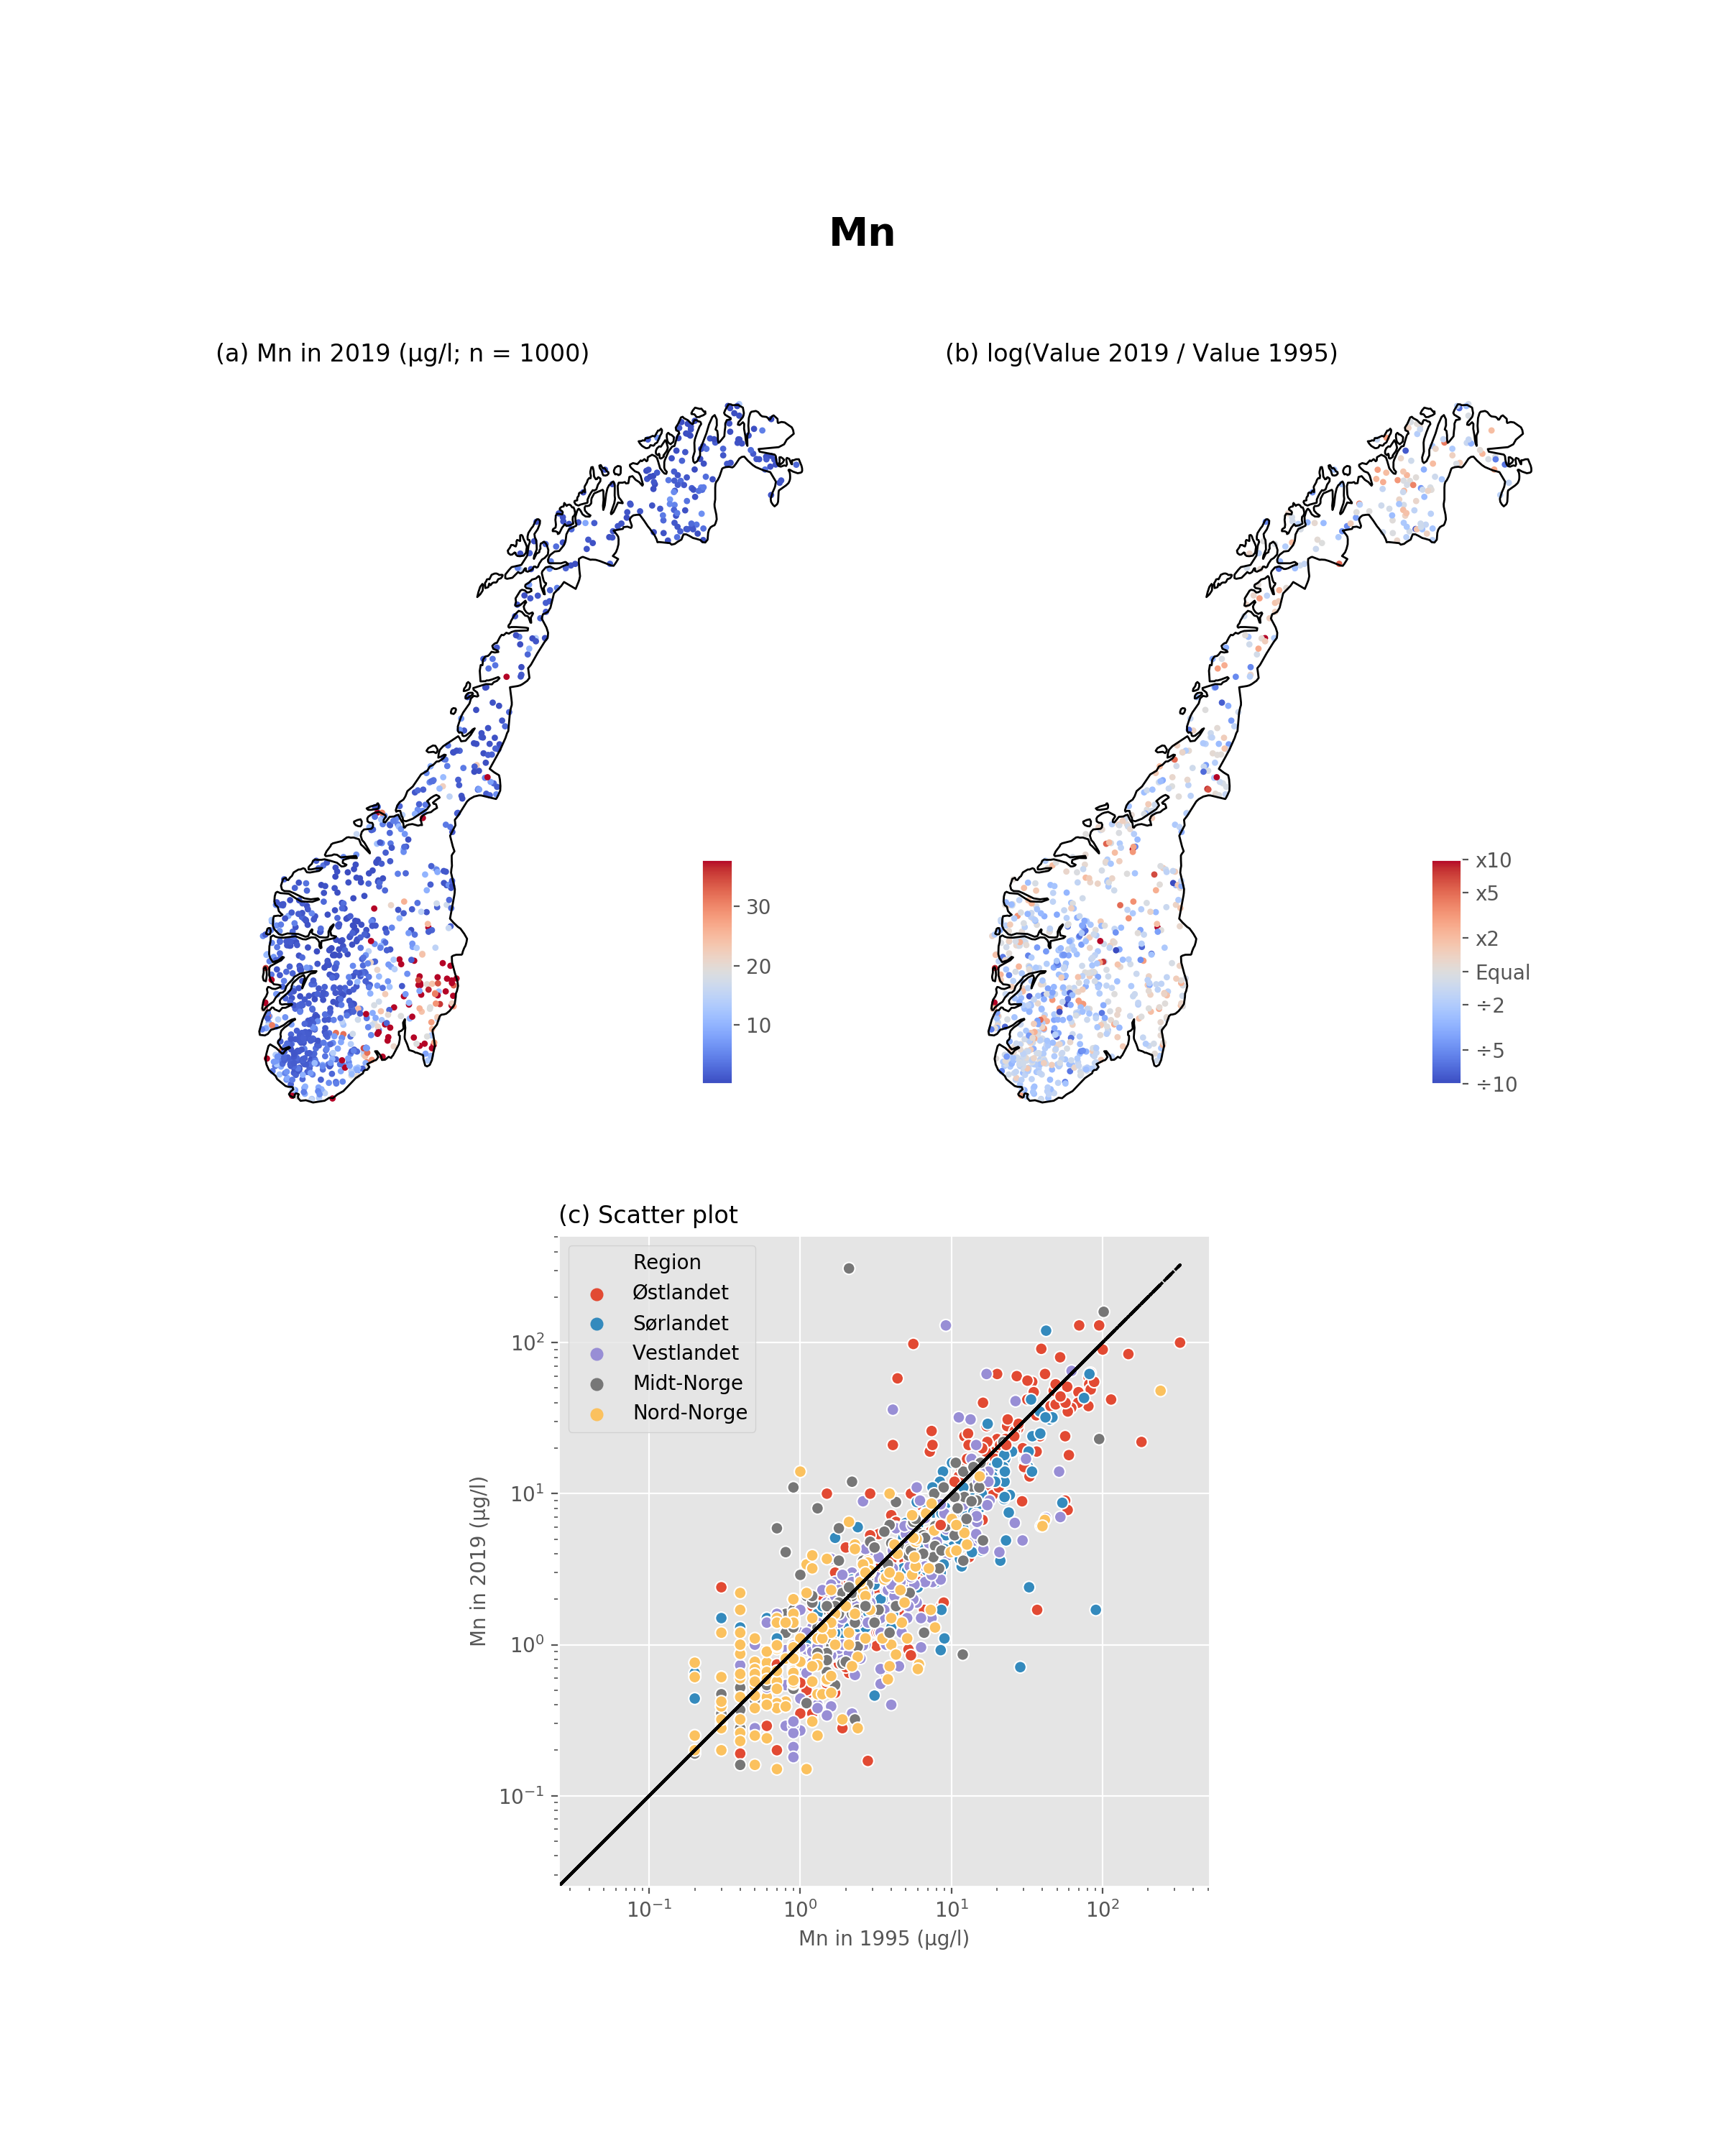 Mn
(a) Mn in 2019 (µg/l; n = 1000)
(b) log(Value 2019 / Value 1995)
30
20
10
x10
x5
x2
Equal
÷2
÷5
÷10
(c) Scatter plot
Region
Østlandet
Sørlandet
Vestlandet
Midt-Norge
Nord-Norge
Mn in 2019 (µg/l)
10²
10¹
10⁰
10⁻¹
10⁻¹ 10⁰ 10¹ 10²
Mn in 1995 (µg/l)